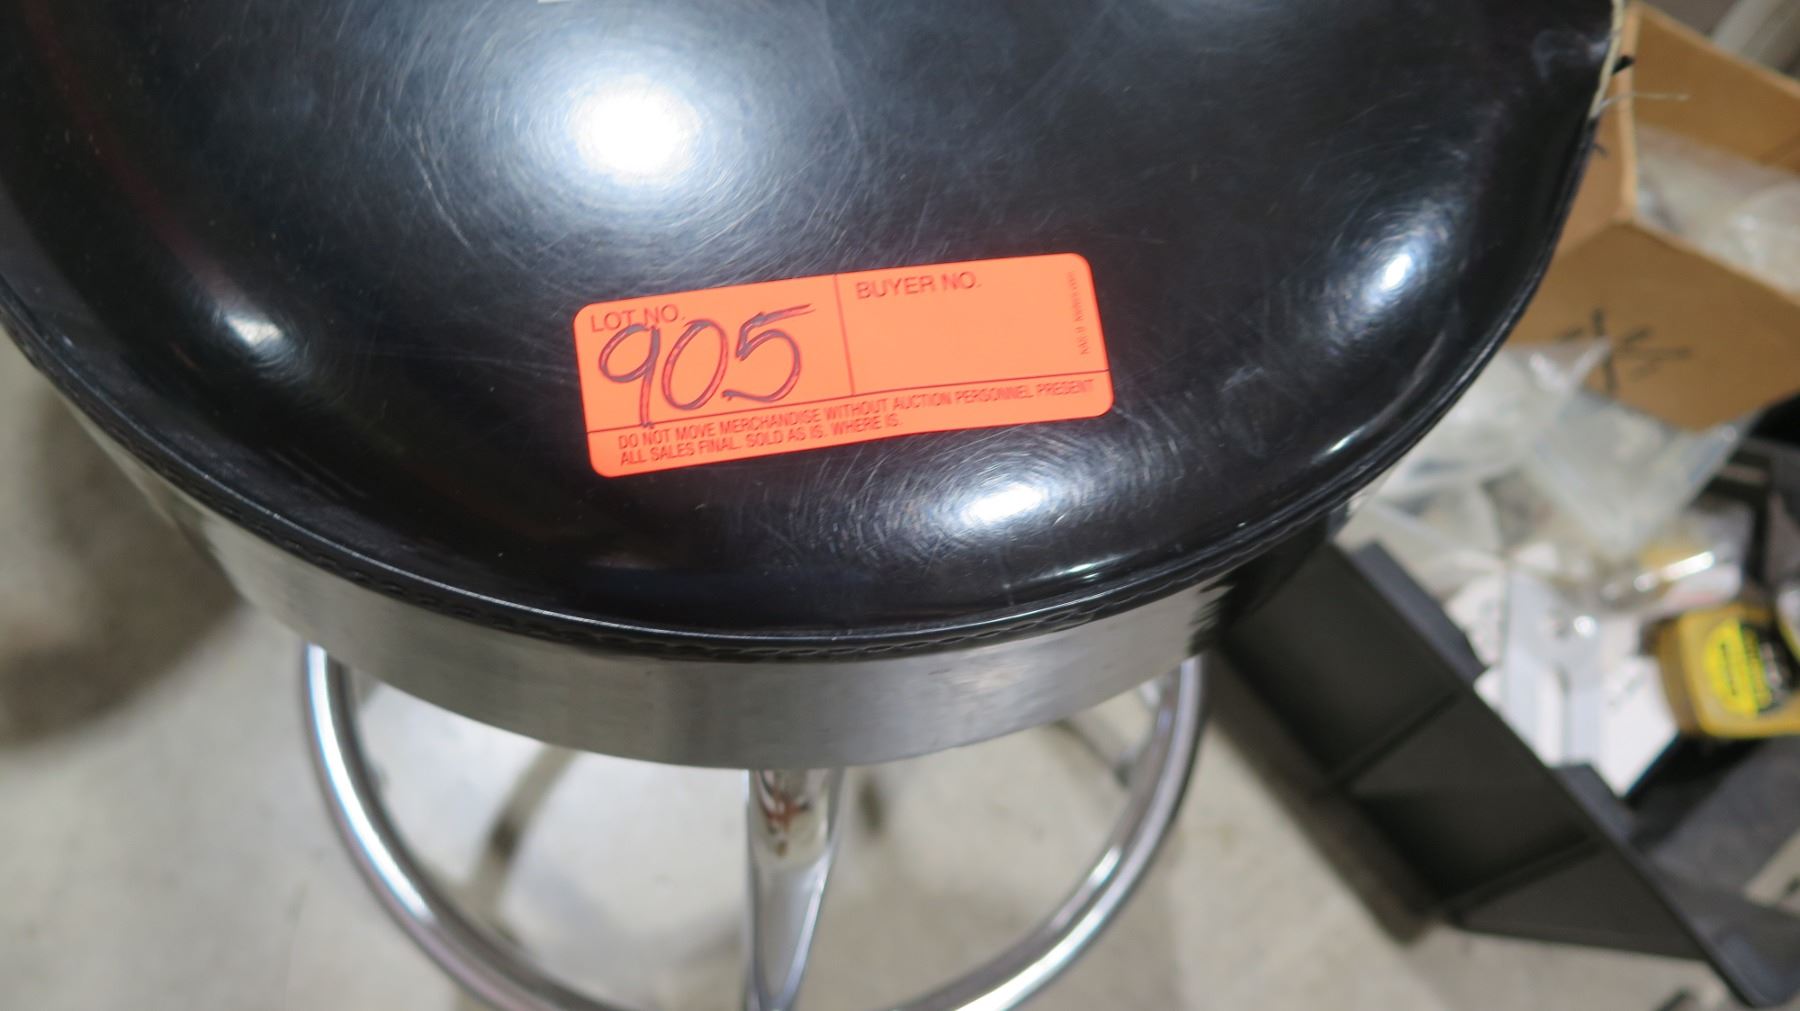 LOT NO.
905
BUYER NO.
DO NOT MOVE MERCHANDISE WITHOUT AUCTION PERSONNEL PRESENT
ALL SALES FINAL. SOLD AS IS. WHERE IS.